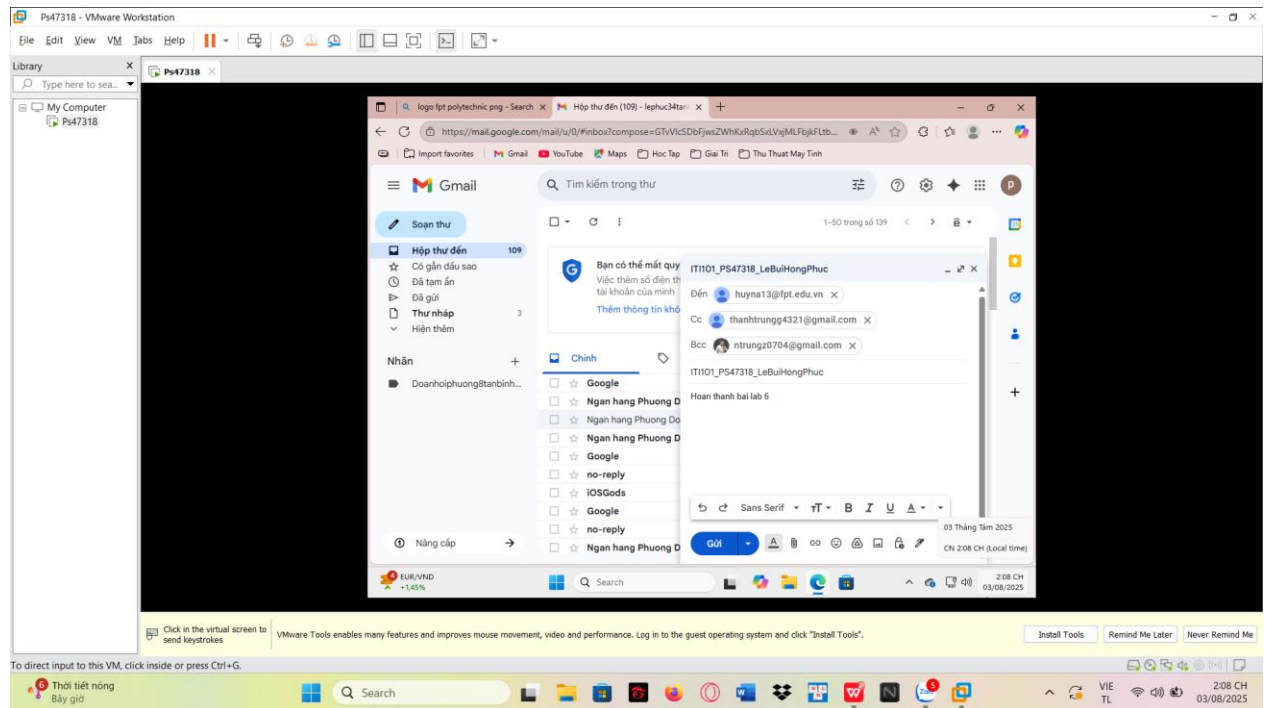 Ps47318 - VMware Workstation
File Edit View VM Tabs Help
Library
Type here to sea...
Ps47318
My Computer
Ps47318
logo fpt polytechnic png - Search
Hộp thư đến (109) - lephuc34tan
https://mail.google.com/mail/u/0/#inbox?compose=
Import favorites Gmail YouTube Maps Hoc Tap Giai Tri Thu Thuat May Tinh
Gmail
Tìm kiếm trong thư
P
Soạn thư
1–50 trong số 139
Hộp thư đến 109
Có gắn dấu sao
Đã tạm ẩn
Đã gửi
Thư nháp 3
Hiện thêm
Nhãn
Doanhoiphuong8tanbinh...
Bạn có thể mất quy
Việc thêm số điện th
tài khoản của mình
Thêm thông tin khô
Chính
Google
Ngan hang Phuong D
Ngan hang Phuong Do
Ngan hang Phuong D
Google
no-reply
iOSGods
Google
no-reply
Ngan hang Phuong D
Nâng cấp
ITI101_PS47318_LeBuiHongPhuc
Đến huyna13@fpt.edu.vn
Cc thanhtrungg4321@gmail.com
Bcc ntrungz0704@gmail.com
ITI101_PS47318_LeBuiHongPhuc
Hoan thanh bai lab 6
Sans Serif
Gửi
03 Tháng Tám 2025
CN 2:08 CH (Local time)
EUR/VND
+1,45%
Search
2:08 CH
03/08/2025
Click in the virtual screen to
send keystrokes
VMware Tools enables many features and improves mouse movement, video and performance. Log in to the guest operating system and click "Install Tools".
Install Tools Remind Me Later Never Remind Me
To direct input to this VM, click inside or press Ctrl+G.
6
Thời tiết nóng
Bây giờ
Search
VIE
TL
2:08 CH
03/08/2025